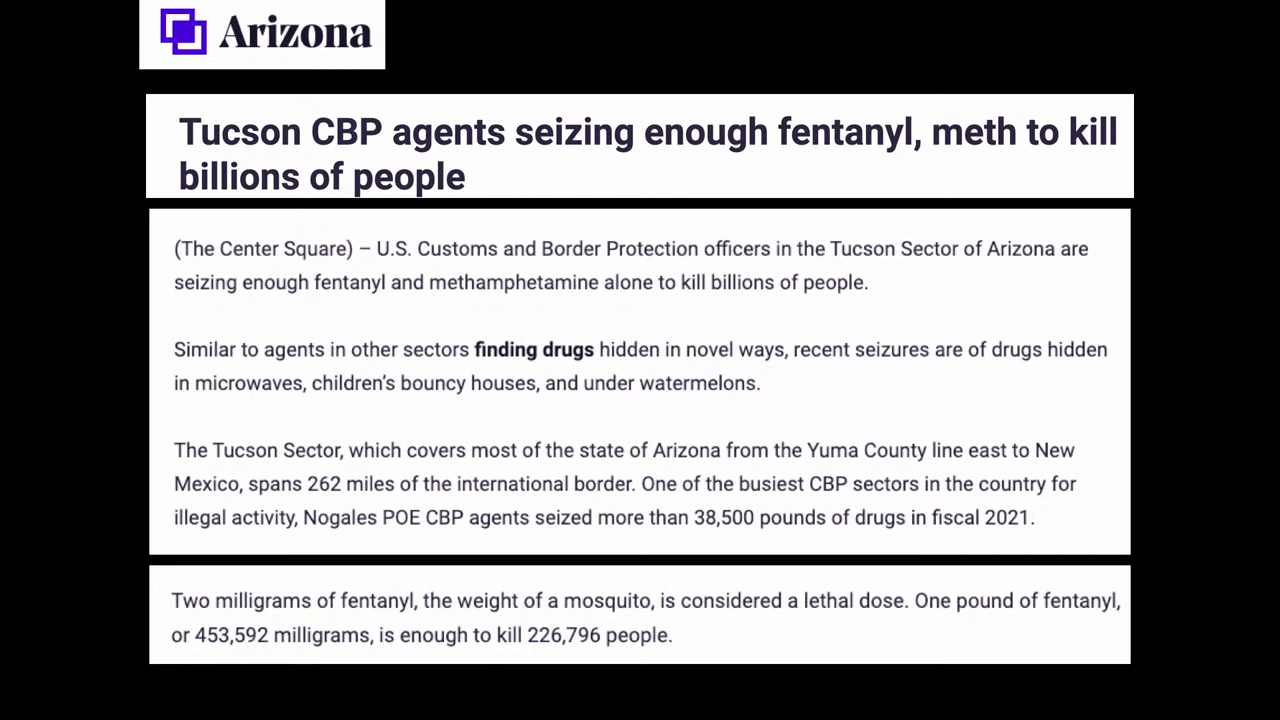 Arizona
Tucson CBP agents seizing enough fentanyl, meth to kill
billions of people
(The Center Square) – U.S. Customs and Border Protection officers in the Tucson Sector of Arizona are
seizing enough fentanyl and methamphetamine alone to kill billions of people.
Similar to agents in other sectors finding drugs hidden in novel ways, recent seizures are of drugs hidden
in microwaves, children’s bouncy houses, and under watermelons.
The Tucson Sector, which covers most of the state of Arizona from the Yuma County line east to New
Mexico, spans 262 miles of the international border. One of the busiest CBP sectors in the country for
illegal activity, Nogales POE CBP agents seized more than 38,500 pounds of drugs in fiscal 2021.
Two milligrams of fentanyl, the weight of a mosquito, is considered a lethal dose. One pound of fentanyl,
or 453,592 milligrams, is enough to kill 226,796 people.